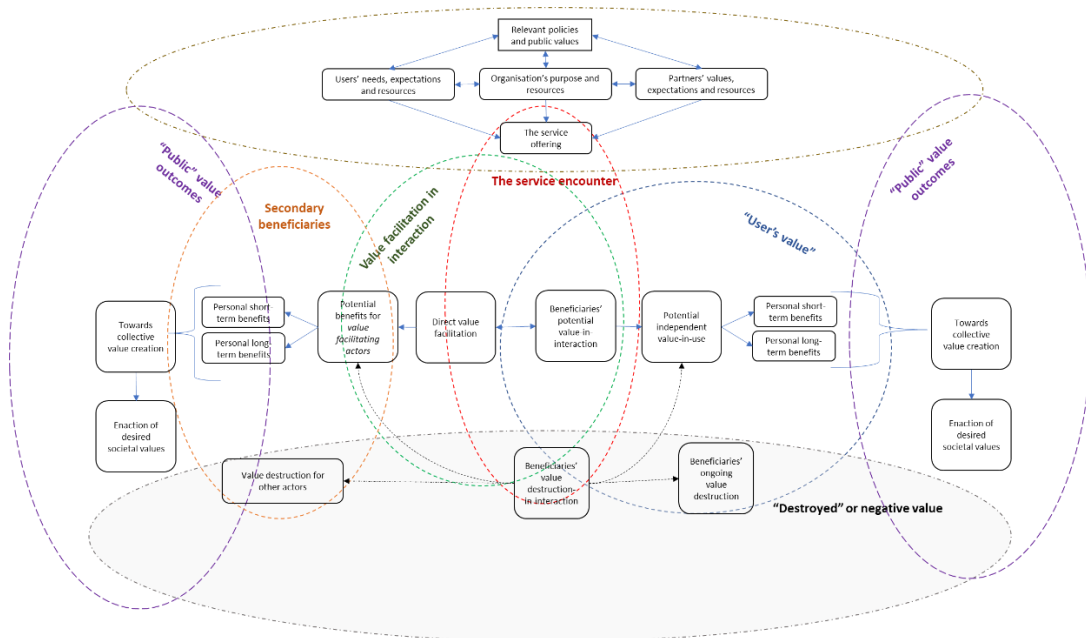 Relevant policies
and public values
Users' needs, expectations
and resources
Organisation's purpose and
resources
Partners' values,
expectations and resources
The service
offering
"Public" value
outcomes
Secondary
beneficiaries
Value facilitation in
interaction
The service encounter
"User's value"
"Public" value
outcomes
Towards
collective
value creation
Personal short-
term benefits
Personal long-
term benefits
Potential
benefits for
value
facilitating
actors
Direct value
facilitation
Beneficiaries'
potential
value in
interaction
Potential
independent
value-in-use
Personal short-
term benefits
Personal long-
term benefits
Towards
collective
value creation
Enaction of
desired
societal values
Enaction of
desired
societal values
Value destruction for
other actors
Beneficiaries'
value
destruction-
in-interaction
Beneficiaries'
ongoing
value
destruction
"Destroyed" or negative value